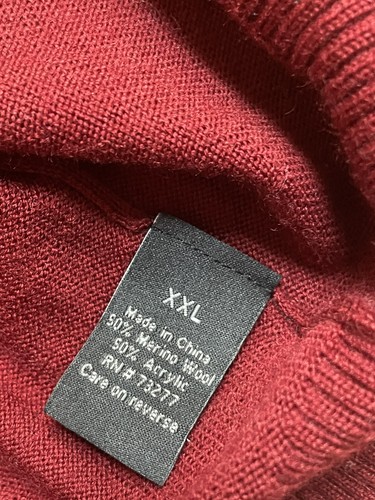 XXL
Made in China
50% Merino Wool
50% Acrylic
RN# 73277
Care on reverse